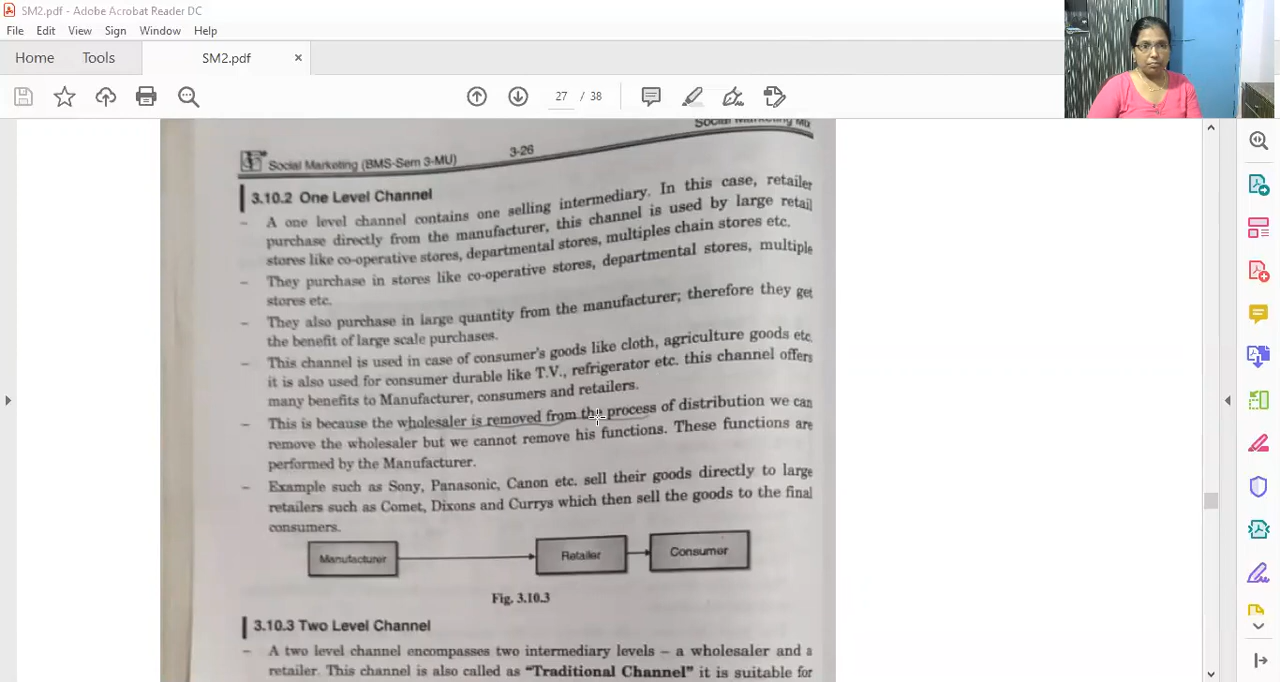 SM2.pdf - Adobe Acrobat Reader DC
File Edit View Sign Window Help
Home Tools SM2.pdf ×
27 / 38
Social Marketing
Social Marketing (BMS-Sem 3-MU) 3-26
3.10.2 One Level Channel
- A one level channel contains one selling intermediary. In this case, retailer
purchase directly from the manufacturer, this channel is used by large retail
stores like co-operative stores, departmental stores, multiples chain stores etc.
- They purchase in stores like co-operative stores, departmental stores, multiple
stores etc.
- They also purchase in large quantity from the manufacturer; therefore they get
the benefit of large scale purchases.
- This channel is used in case of consumer's goods like cloth, agriculture goods etc
it is also used for consumer durable like T.V., refrigerator etc. this channel offers
many benefits to Manufacturer, consumers and retailers.
- This is because the wholesaler is removed from the process of distribution we can
remove the wholesaler but we cannot remove his functions. These functions are
performed by the Manufacturer.
- Example such as Sony, Panasonic, Canon etc. sell their goods directly to large
retailers such as Comet, Dixons and Currys which then sell the goods to the final
consumers.
Manufacturer Retailer Consumer
Fig. 3.10.3
3.10.3 Two Level Channel
- A two level channel encompasses two intermediary levels – a wholesaler and a
retailer. This channel is also called as "Traditional Channel" it is suitable for